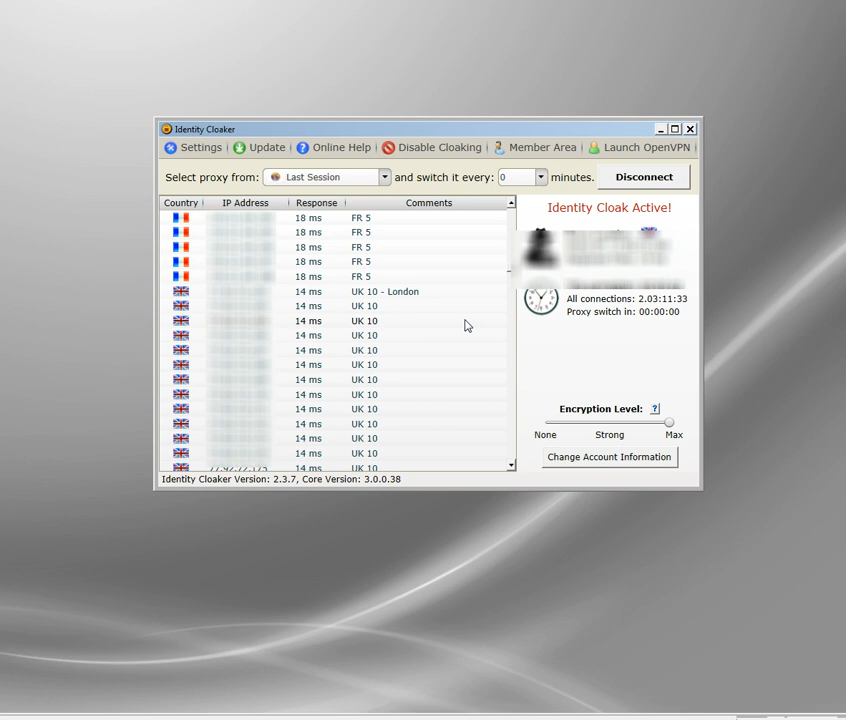 Identity Cloaker
Settings Update Online Help Disable Cloaking Member Area Launch OpenVPN
Select proxy from: Last Session and switch it every: 0 minutes. Disconnect
Country IP Address Response Comments
Identity Cloak Active!
18 ms FR 5
18 ms FR 5
18 ms FR 5
18 ms FR 5
18 ms FR 5
14 ms UK 10 - London
14 ms UK 10
14 ms UK 10
14 ms UK 10
14 ms UK 10
14 ms UK 10
14 ms UK 10
14 ms UK 10
14 ms UK 10
14 ms UK 10
14 ms UK 10
14 ms UK 10
14 ms UK 10
All connections: 2.03:11:33
Proxy switch in: 00:00:00
Encryption Level: ?
None Strong Max
Change Account Information
Identity Cloaker Version: 2.3.7, Core Version: 3.0.0.38